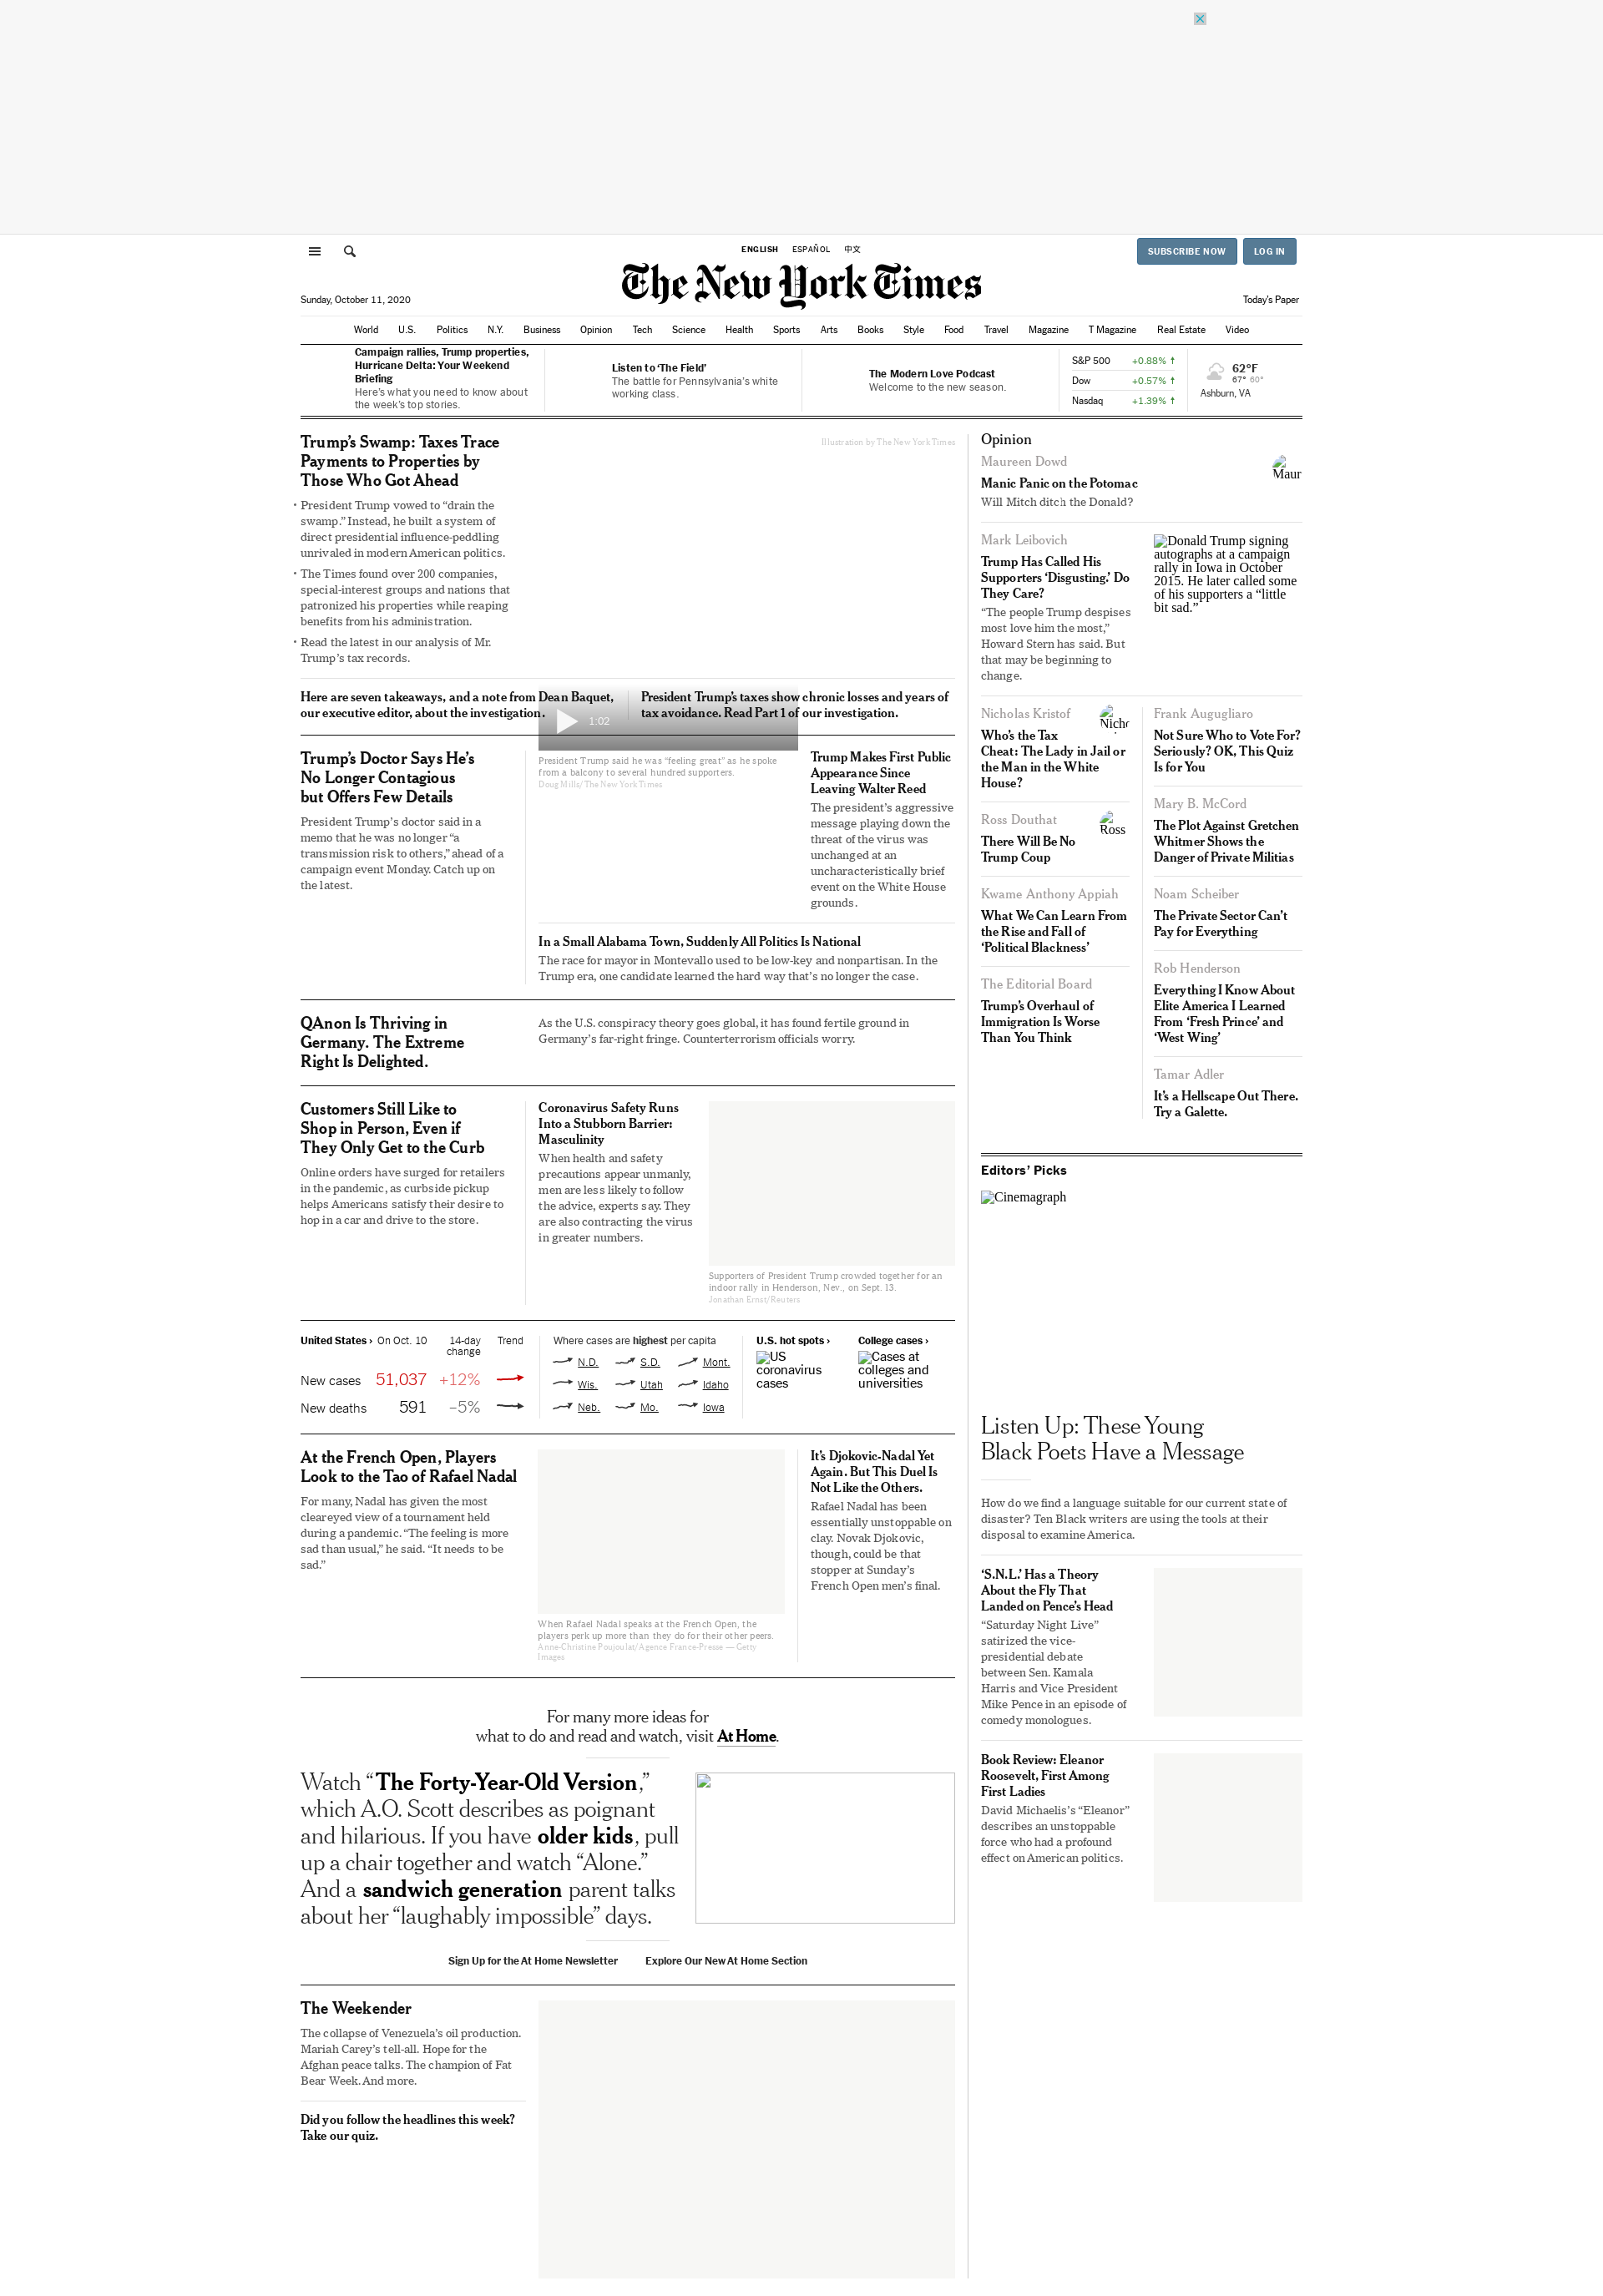 ENGLISH ESPAÑOL 中文
SUBSCRIBE NOW LOG IN
The New York Times
Sunday, October 11, 2020
Today’s Paper
World U.S. Politics N.Y. Business Opinion Tech Science Health Sports Arts Books Style Food Travel Magazine T Magazine Real Estate Video
Campaign rallies, Trump properties,
Hurricane Delta: Your Weekend
Briefing
Here’s what you need to know about
the week’s top stories.
Listen to ‘The Field’
The battle for Pennsylvania’s white
working class.
The Modern Love Podcast
Welcome to the new season.
S&P 500 +0.88%
Dow +0.57%
Nasdaq +1.39%
62°F
67° 60°
Ashburn, VA
Trump’s Swamp: Taxes Trace
Payments to Properties by
Those Who Got Ahead
• President Trump vowed to “drain the
swamp.” Instead, he built a system of
direct presidential influence-peddling
unrivaled in modern American politics.
• The Times found over 200 companies,
special-interest groups and nations that
patronized his properties while reaping
benefits from his administration.
• Read the latest in our analysis of Mr.
Trump’s tax records.
Illustration by The New York Times
Here are seven takeaways, and a note from Dean Baquet,
our executive editor, about the investigation.
President Trump’s taxes show chronic losses and years of
tax avoidance. Read Part 1 of our investigation.
1:02
Trump’s Doctor Says He’s
No Longer Contagious
but Offers Few Details
President Trump’s doctor said in a
memo that he was no longer “a
transmission risk to others,” ahead of a
campaign event Monday. Catch up on
the latest.
President Trump said he was “feeling great” as he spoke
from a balcony to several hundred supporters.
Doug Mills/The New York Times
Trump Makes First Public
Appearance Since
Leaving Walter Reed
The president’s aggressive
message playing down the
threat of the virus was
unchanged at an
uncharacteristically brief
event on the White House
grounds.
In a Small Alabama Town, Suddenly All Politics Is National
The race for mayor in Montevallo used to be low-key and nonpartisan. In the
Trump era, one candidate learned the hard way that’s no longer the case.
QAnon Is Thriving in
Germany. The Extreme
Right Is Delighted.
As the U.S. conspiracy theory goes global, it has found fertile ground in
Germany’s far-right fringe. Counterterrorism officials worry.
Customers Still Like to
Shop in Person, Even if
They Only Get to the Curb
Online orders have surged for retailers
in the pandemic, as curbside pickup
helps Americans satisfy their desire to
hop in a car and drive to the store.
Coronavirus Safety Runs
Into a Stubborn Barrier:
Masculinity
When health and safety
precautions appear unmanly,
men are less likely to follow
the advice, experts say. They
are also contracting the virus
in greater numbers.
Supporters of President Trump crowded together for an
indoor rally in Henderson, Nev., on Sept. 13.
Jonathan Ernst/Reuters
United States › On Oct. 10 14-day
change Trend
New cases 51,037 +12%
New deaths 591 –5%
Where cases are highest per capita
N.D. S.D. Mont.
Wis. Utah Idaho
Neb. Mo. Iowa
U.S. hot spots ›
US
coronavirus
cases
College cases ›
Cases at
colleges and
universities
At the French Open, Players
Look to the Tao of Rafael Nadal
For many, Nadal has given the most
cleareyed view of a tournament held
during a pandemic. “The feeling is more
sad than usual,” he said. “It needs to be
sad.”
When Rafael Nadal speaks at the French Open, the
players perk up more than they do for their other peers.
Anne-Christine Poujoulat/Agence France-Presse — Getty
Images
It’s Djokovic-Nadal Yet
Again. But This Duel Is
Not Like the Others.
Rafael Nadal has been
essentially unstoppable on
clay. Novak Djokovic,
though, could be that
stopper at Sunday’s
French Open men’s final.
For many more ideas for
what to do and read and watch, visit At Home.
Watch “The Forty-Year-Old Version,”
which A.O. Scott describes as poignant
and hilarious. If you have older kids, pull
up a chair together and watch “Alone.”
And a sandwich generation parent talks
about her “laughably impossible” days.
Sign Up for the At Home Newsletter Explore Our New At Home Section
The Weekender
The collapse of Venezuela’s oil production.
Mariah Carey’s tell-all. Hope for the
Afghan peace talks. The champion of Fat
Bear Week. And more.
Did you follow the headlines this week?
Take our quiz.
Opinion
Maureen Dowd
Manic Panic on the Potomac
Will Mitch ditch the Donald?
Maur
Mark Leibovich
Trump Has Called His
Supporters ‘Disgusting.’ Do
They Care?
“The people Trump despises
most love him the most,”
Howard Stern has said. But
that may be beginning to
change.
Donald Trump signing
autographs at a campaign
rally in Iowa in October
2015. He later called some
of his supporters a “little
bit sad.”
Nicholas Kristof
Who’s the Tax
Cheat: The Lady in Jail or
the Man in the White
House?
Nicho
Ross Douthat
There Will Be No
Trump Coup
Ross
Kwame Anthony Appiah
What We Can Learn From
the Rise and Fall of
‘Political Blackness’
The Editorial Board
Trump’s Overhaul of
Immigration Is Worse
Than You Think
Frank Augugliaro
Not Sure Who to Vote For?
Seriously? OK, This Quiz
Is for You
Mary B. McCord
The Plot Against Gretchen
Whitmer Shows the
Danger of Private Militias
Noam Scheiber
The Private Sector Can’t
Pay for Everything
Rob Henderson
Everything I Know About
Elite America I Learned
From ‘Fresh Prince’ and
‘West Wing’
Tamar Adler
It’s a Hellscape Out There.
Try a Galette.
Editors’ Picks
Cinemagraph
Listen Up: These Young
Black Poets Have a Message
How do we find a language suitable for our current state of
disaster? Ten Black writers are using the tools at their
disposal to examine America.
‘S.N.L.’ Has a Theory
About the Fly That
Landed on Pence’s Head
“Saturday Night Live”
satirized the vice-
presidential debate
between Sen. Kamala
Harris and Vice President
Mike Pence in an episode of
comedy monologues.
Book Review: Eleanor
Roosevelt, First Among
First Ladies
David Michaelis’s “Eleanor”
describes an unstoppable
force who had a profound
effect on American politics.